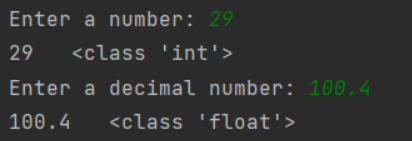 Enter a number: 29
29   <class 'int'>
Enter a decimal number: 100.4
100.4   <class 'float'>